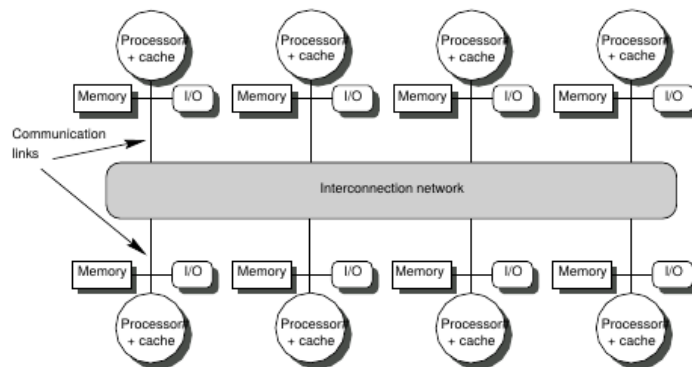 Processor# Processor# Processor# Processor#
+ cache + cache + cache + cache
Memory I/O Memory I/O Memory I/O Memory I/O
Communication
links
Interconnection network
Memory I/O Memory I/O Memory I/O Memory I/O
Processor# Processor# Processor# Processor#
+ cache + cache + cache + cache